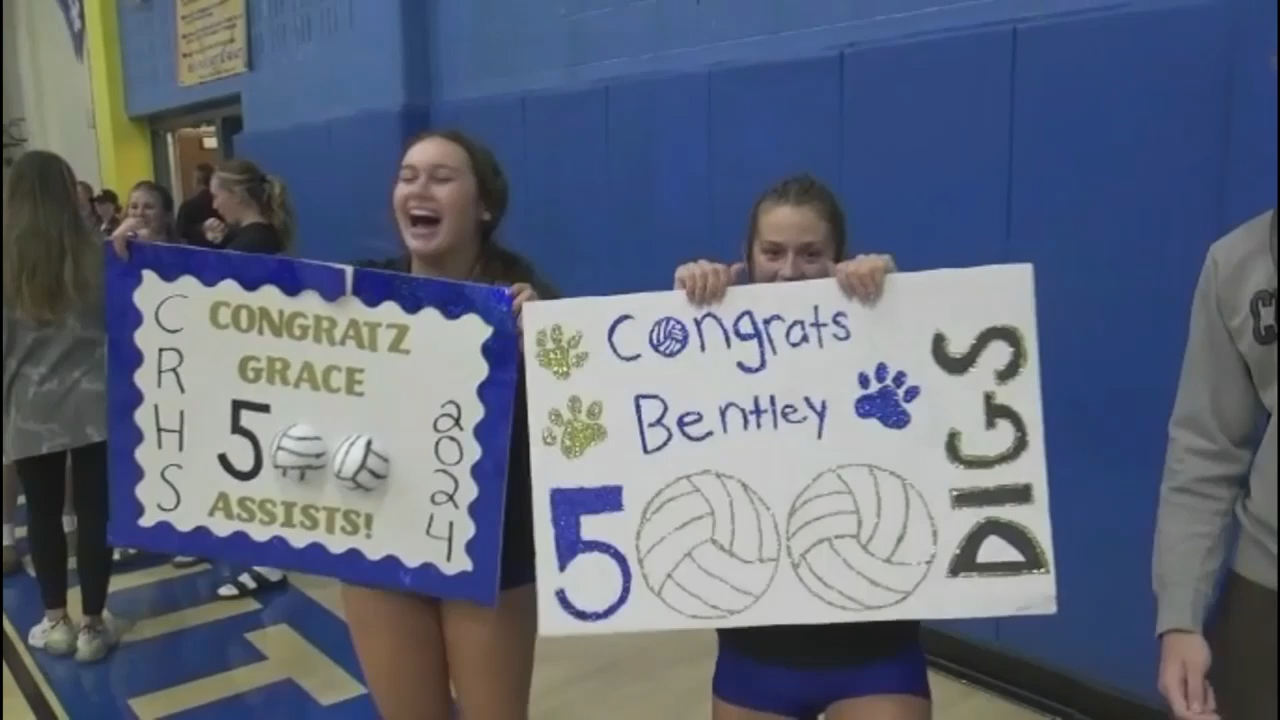 CRHS
CONGRATZ
GRACE
500
ASSISTS!
2024
Congrats
Bentley
500
DIGS